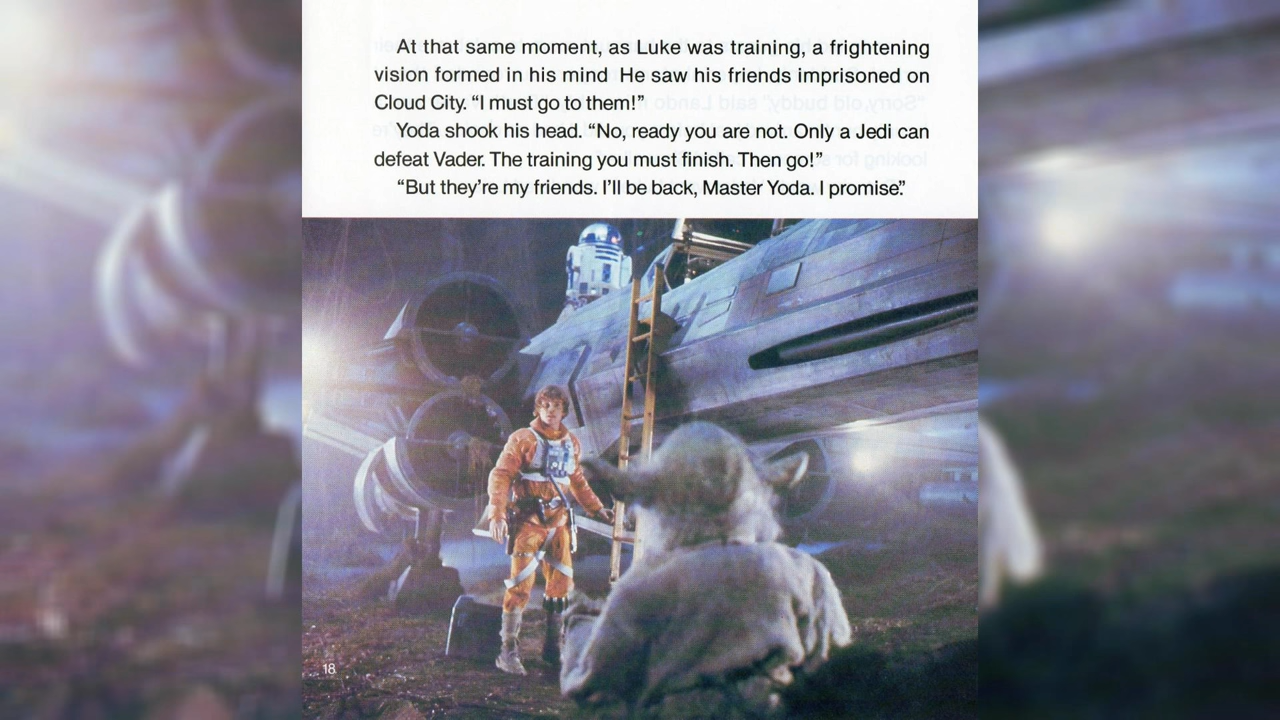 At that same moment, as Luke was training, a frightening
vision formed in his mind He saw his friends imprisoned on
Cloud City. “I must go to them!”
Yoda shook his head. “No, ready you are not. Only a Jedi can
defeat Vader. The training you must finish. Then go!”
“But they’re my friends. I’ll be back, Master Yoda. I promise.”
18